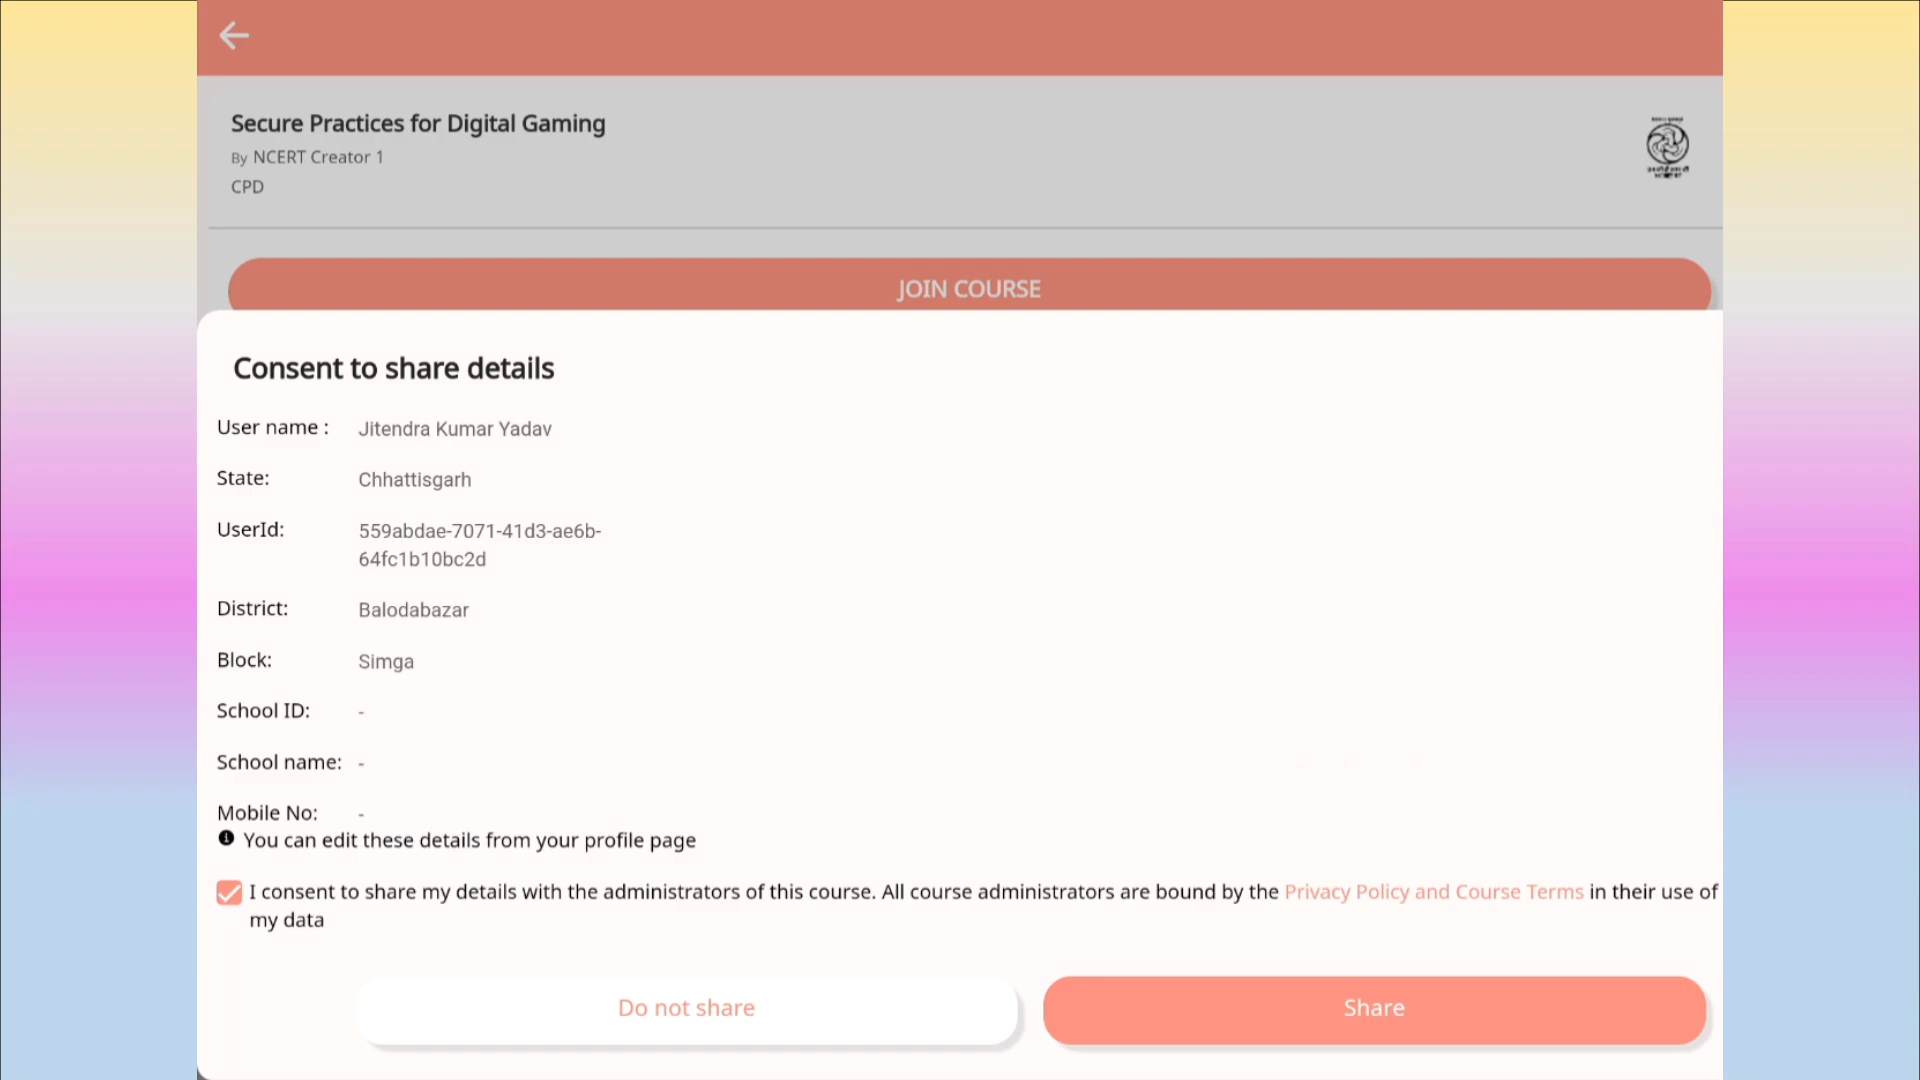 Secure Practices for Digital Gaming
By NCERT Creator 1
CPD
JOIN COURSE
Consent to share details
User name : Jitendra Kumar Yadav
State: Chhattisgarh
UserId: 559abdae-7071-41d3-ae6b-
64fc1b10bc2d
District: Balodabazar
Block: Simga
School ID: -
School name: -
Mobile No: -
You can edit these details from your profile page
I consent to share my details with the administrators of this course. All course administrators are bound by the Privacy Policy and Course Terms in their use of
my data
Do not share
Share